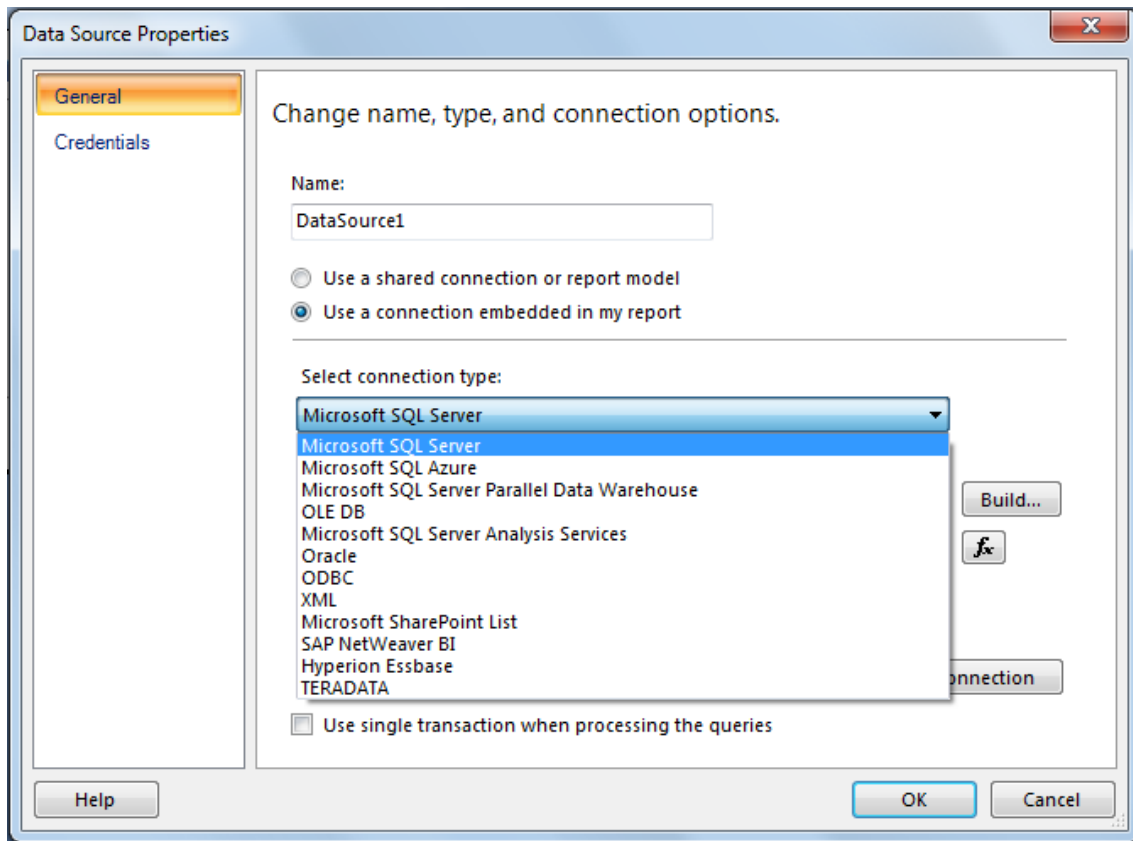 Data Source Properties
General
Credentials
Change name, type, and connection options.
Name:
DataSource1
Use a shared connection or report model
Use a connection embedded in my report
Select connection type:
Microsoft SQL Server
Microsoft SQL Server
Microsoft SQL Azure
Microsoft SQL Server Parallel Data Warehouse
OLE DB
Microsoft SQL Server Analysis Services
Oracle
ODBC
XML
Microsoft SharePoint List
SAP NetWeaver BI
Hyperion Essbase
TERADATA
Build...
fx
Use single transaction when processing the queries
Help
OK
Cancel